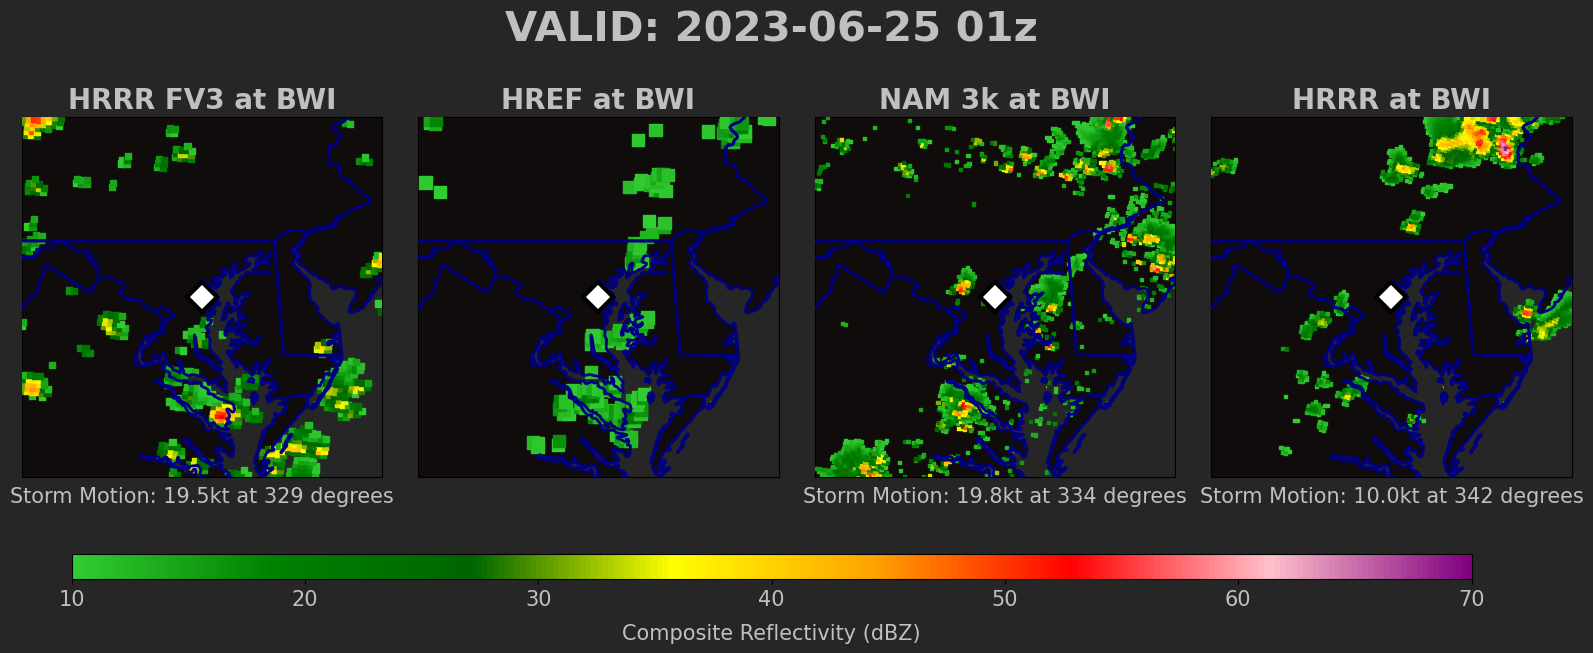 VALID: 2023-06-25 01z
HRRR FV3 at BWI
HREF at BWI
NAM 3k at BWI
HRRR at BWI
Storm Motion: 19.5kt at 329 degrees
Storm Motion: 19.8kt at 334 degrees
Storm Motion: 10.0kt at 342 degrees
10 20 30 40 50 60 70
Composite Reflectivity (dBZ)